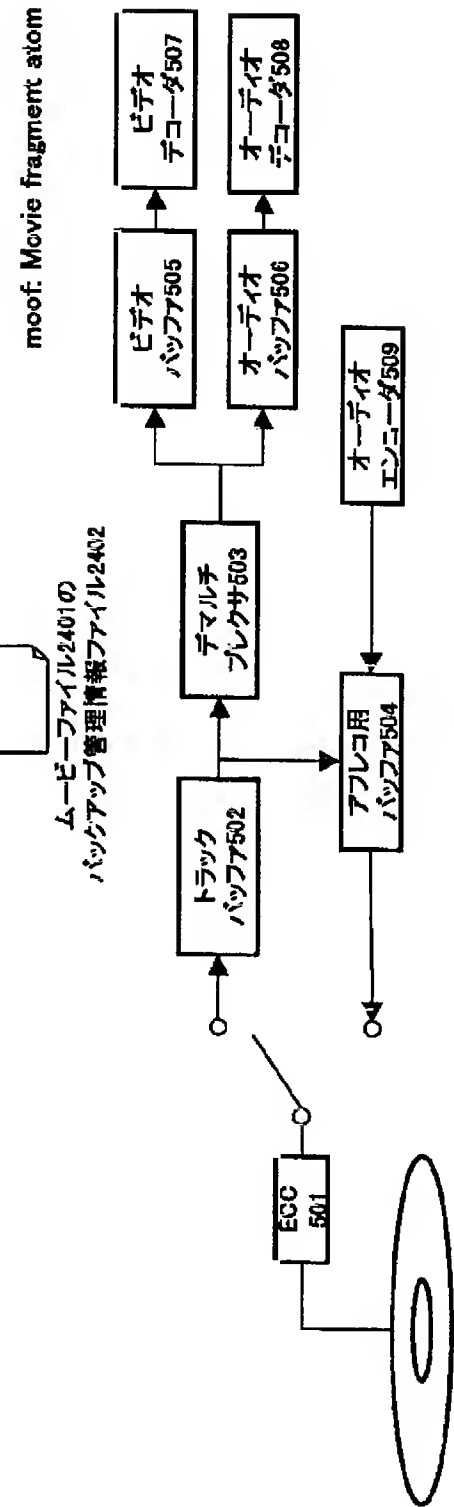 moof: Movie fragment atom
ムービーファイル2401の
バックアップ管理情報ファイル2402
ECC
501
トラック
バッファ502
デマルチ
プレクサ503
アフレコ用
バッファ504
ビデオ
バッファ505
オーディオ
バッファ506
ビデオ
デコーダ507
オーディオ
デコーダ508
オーディオ
エンコーダ509